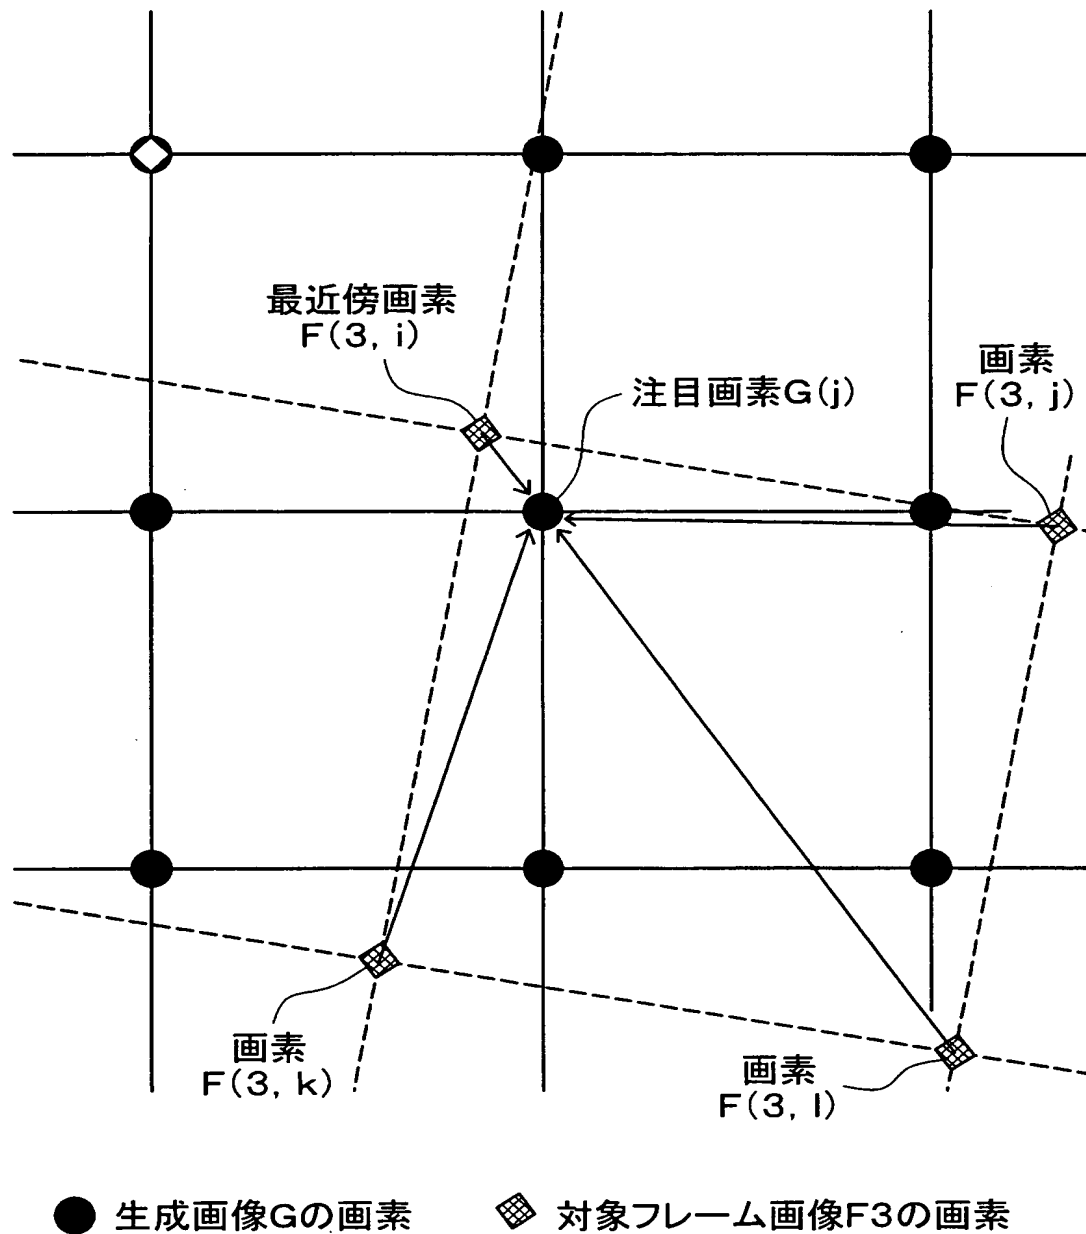 最近傍画素
F(3, i)
注目画素G(j)
画素
F(3, j)
画素
F(3, k)
画素
F(3, l)
生成画像Gの画素
対象フレーム画像F3の画素